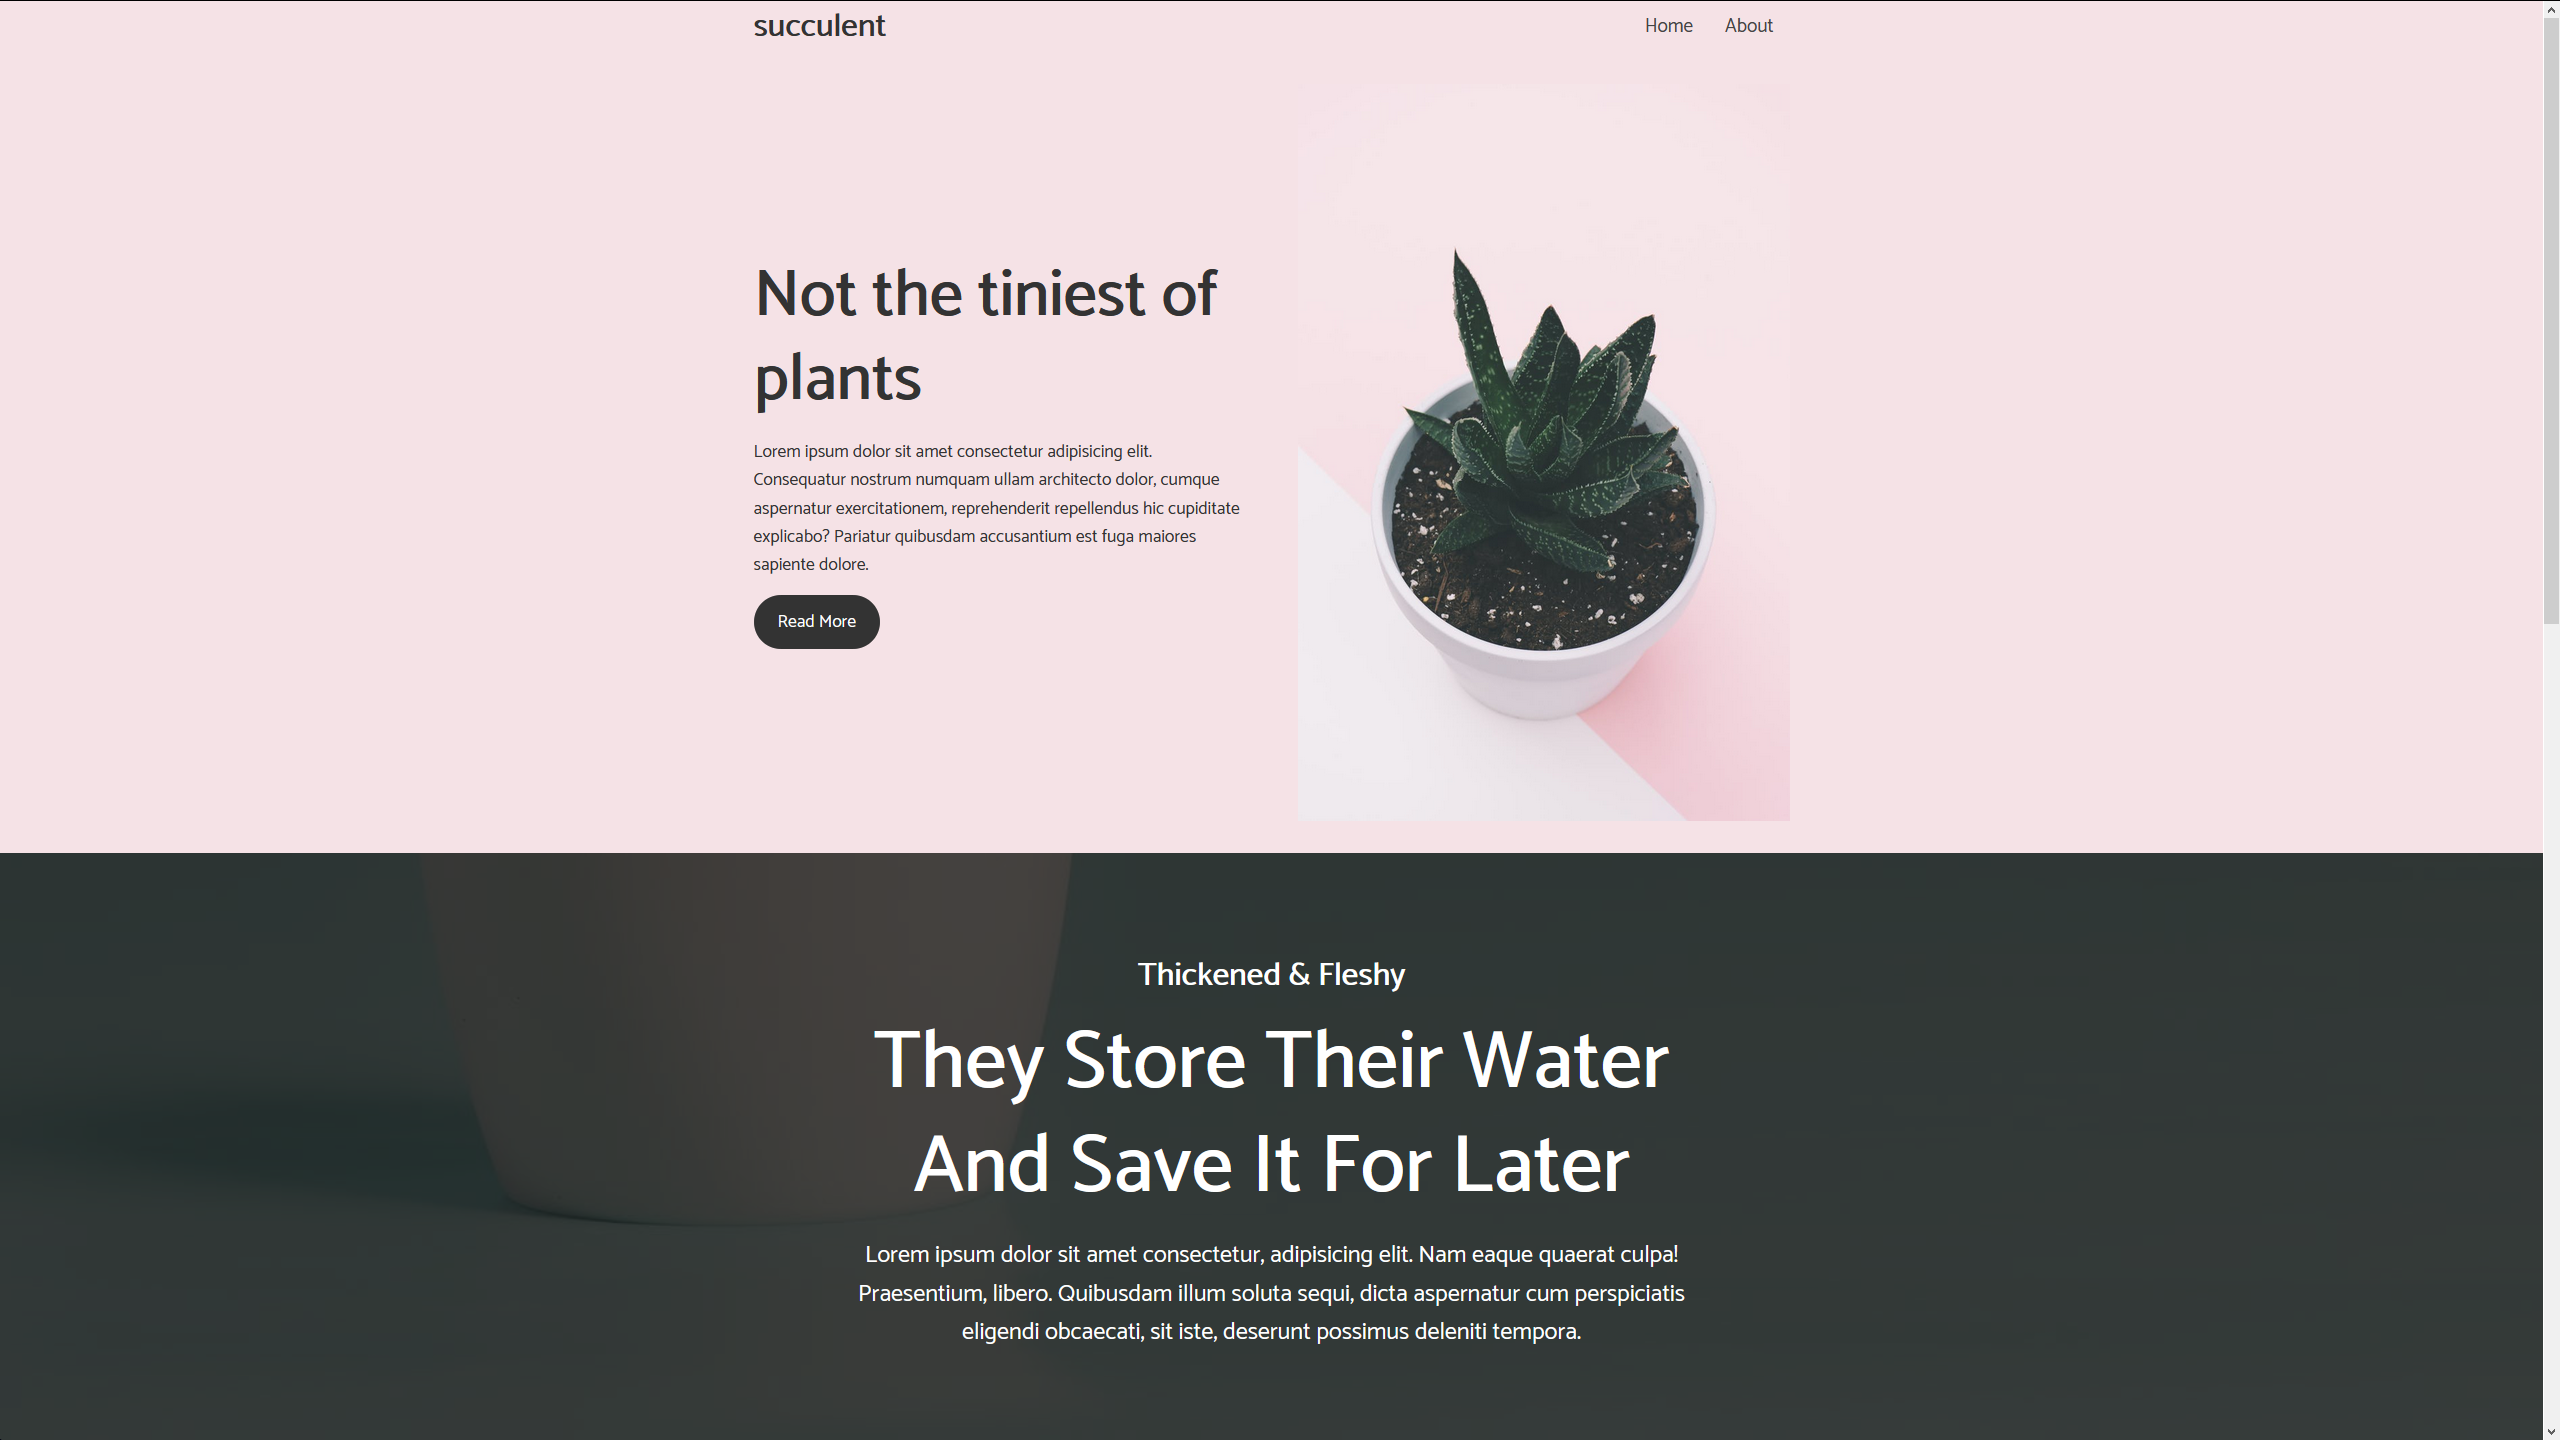 succulent
Home
About
Not the tiniest of
plants
Lorem ipsum dolor sit amet consectetur adipisicing elit.
Consequatur nostrum numquam ullam architecto dolor, cumque
aspernatur exercitationem, reprehenderit repellendus hic cupiditate
explicabo? Pariatur quibusdam accusantium est fuga maiores
sapiente dolore.
Read More
Thickened & Fleshy
They Store Their Water
And Save It For Later
Lorem ipsum dolor sit amet consectetur, adipisicing elit. Nam eaque quaerat culpa!
Praesentium, libero. Quibusdam illum soluta sequi, dicta aspernatur cum perspiciatis
eligendi obcaecati, sit iste, deserunt possimus deleniti tempora.